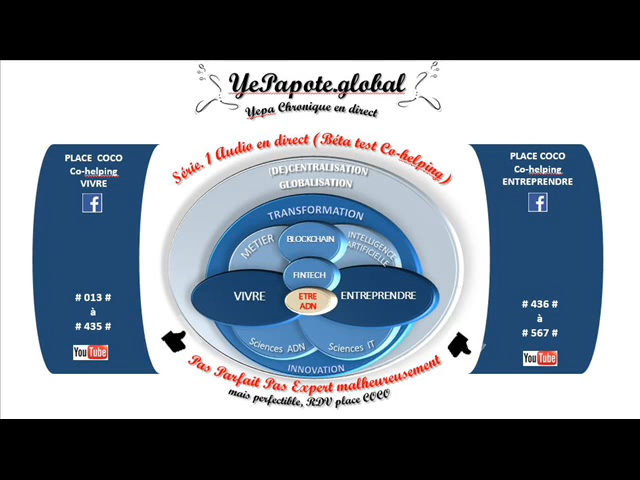 YePapote.global
Yepa Chronique en direct
Série, 1 Audio en direct (Béta test Co-helping)
PLACE COCO
Co-helping
VIVRE
# 013 #
à
# 435 #
YouTube
(DE)CENTRALISATION
GLOBALISATION
TRANSFORMATION
METIER
BLOCKCHAIN
INTELLIGENCE
ARTIFICIELLE
FINTECH
VIVRE
ETRE
ADN
ENTREPRENDRE
Sciences ADN
Sciences IT
INNOVATION
Pas Parfait Pas Expert malheureusement
mais perfectible, RDV place COCO
PLACE COCO
Co-helping
ENTREPRENDRE
# 436 #
à
# 567 #
YouTube